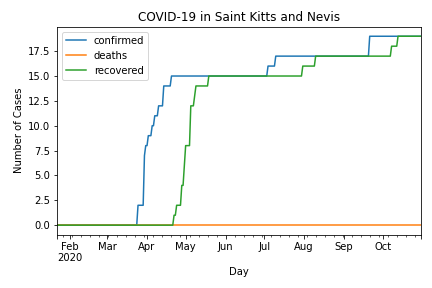 COVID-19 in Saint Kitts and Nevis
confirmed
deaths
recovered
Number of Cases
17.5
15.0
12.5
10.0
7.5
5.0
2.5
0.0
Feb Mar Apr May Jun Jul Aug Sep Oct
2020
Day